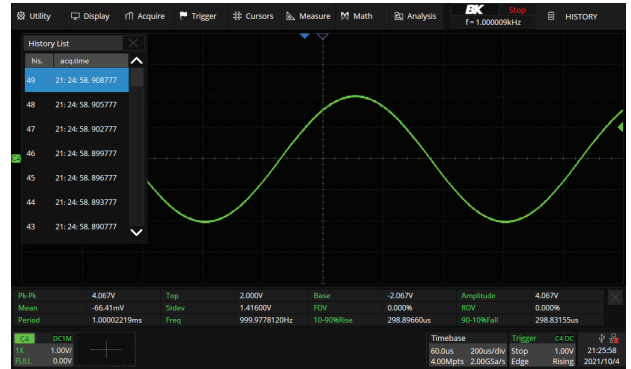 Utility Display Acquire Trigger Cursors Measure Math Analysis BK Stop HISTORY
f = 1.000009kHz
History List
his. acq.time
49 21: 24: 58. 908777
48 21: 24: 58. 905777
47 21: 24: 58. 902777
46 21: 24: 58. 899777
45 21: 24: 58. 896777
44 21: 24: 58. 893777
43 21: 24: 58. 890777
C4
Pk-Pk 4.067V Top 2.000V Base -2.067V Amplitude 4.067V
Mean -66.41mV Stdev 1.41600V FOV 0.000% ROV 0.000%
Period 1.00002219ms Freq 999.9778120Hz 10-90%Rise 298.89660us 90-10%Fall 298.83155us
C4 DC1M Timebase Trigger C4 DC
1X 1.00V/ 60.0us 200us/div Stop 1.00V 21:25:58
FULL 0.00V 4.00Mpts 2.00GSa/s Edge Rising 2021/10/4